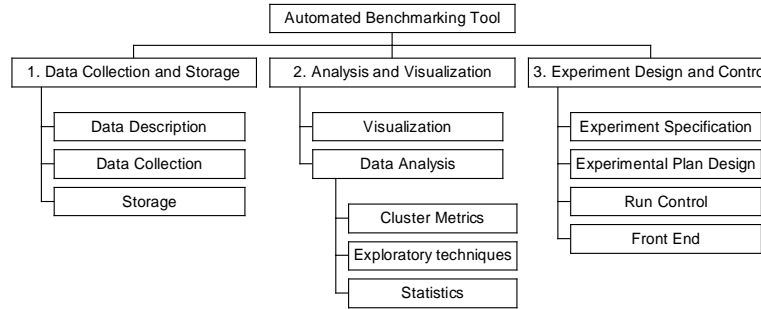 Automated Benchmarking Tool
1. Data Collection and Storage
2. Analysis and Visualization
3. Experiment Design and Contro
Data Description
Data Collection
Storage
Visualization
Data Analysis
Cluster Metrics
Exploratory techniques
Statistics
Experiment Specification
Experimental Plan Design
Run Control
Front End